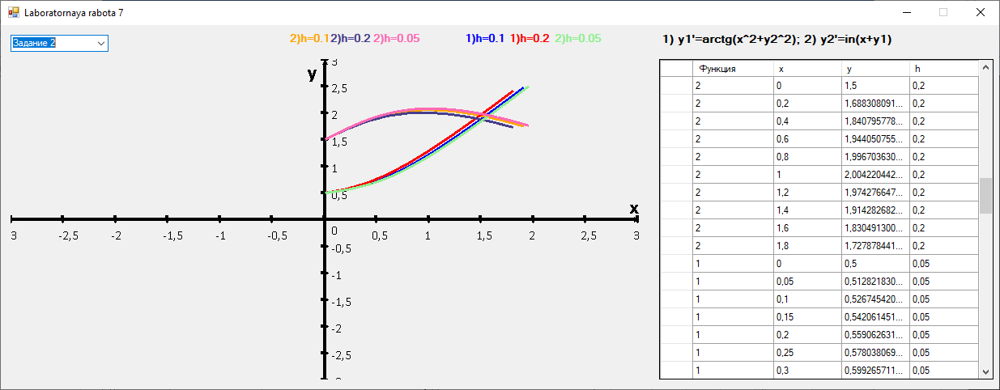 Laboratornaya rabota 7
Задание 2
2)h=0.1 2)h=0.2 2)h=0.05 1)h=0.1 1)h=0.2 2)h=0.05
1) y1'=arctg(x^2+y2^2); 2) y2'=in(x+y1)
y
3
2,5
2
1,5
1
0,5
x
3 -2,5 -2 -1,5 -1 -0,5 0 0,5 1 1,5 2 2,5 3
-0,5
-1
-1,5
-2
-2,5
Функция x y h
2 0 1,5 0,2
2 0,2 1,688308091... 0,2
2 0,4 1,840795778... 0,2
2 0,6 1,944050755... 0,2
2 0,8 1,996703630... 0,2
2 1 2,004220442... 0,2
2 1,2 1,974276647... 0,2
2 1,4 1,914282682... 0,2
2 1,6 1,830491300... 0,2
2 1,8 1,727878441... 0,2
1 0 0,5 0,05
1 0,05 0,512821830... 0,05
1 0,1 0,526745420... 0,05
1 0,15 0,542061451... 0,05
1 0,2 0,559062631... 0,05
1 0,25 0,578038069... 0,05
1 0,3 0,599265711... 0,05